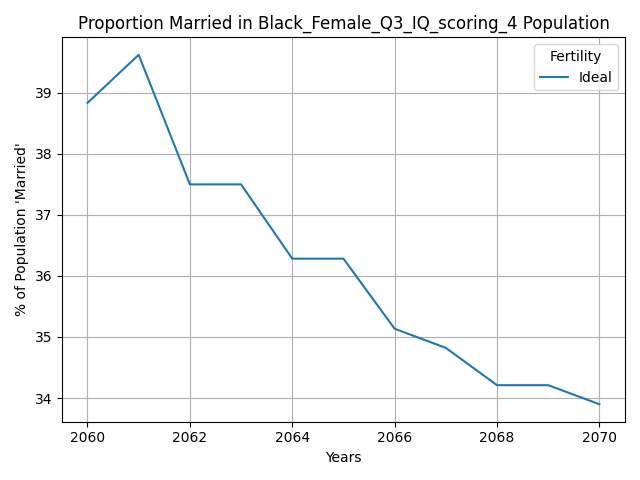 Proportion Married in Black_Female_Q3_IQ_scoring_4 Population
Fertility
Ideal
% of Population 'Married'
39
38
37
36
35
34
2060
2062
2064
2066
2068
2070
Years